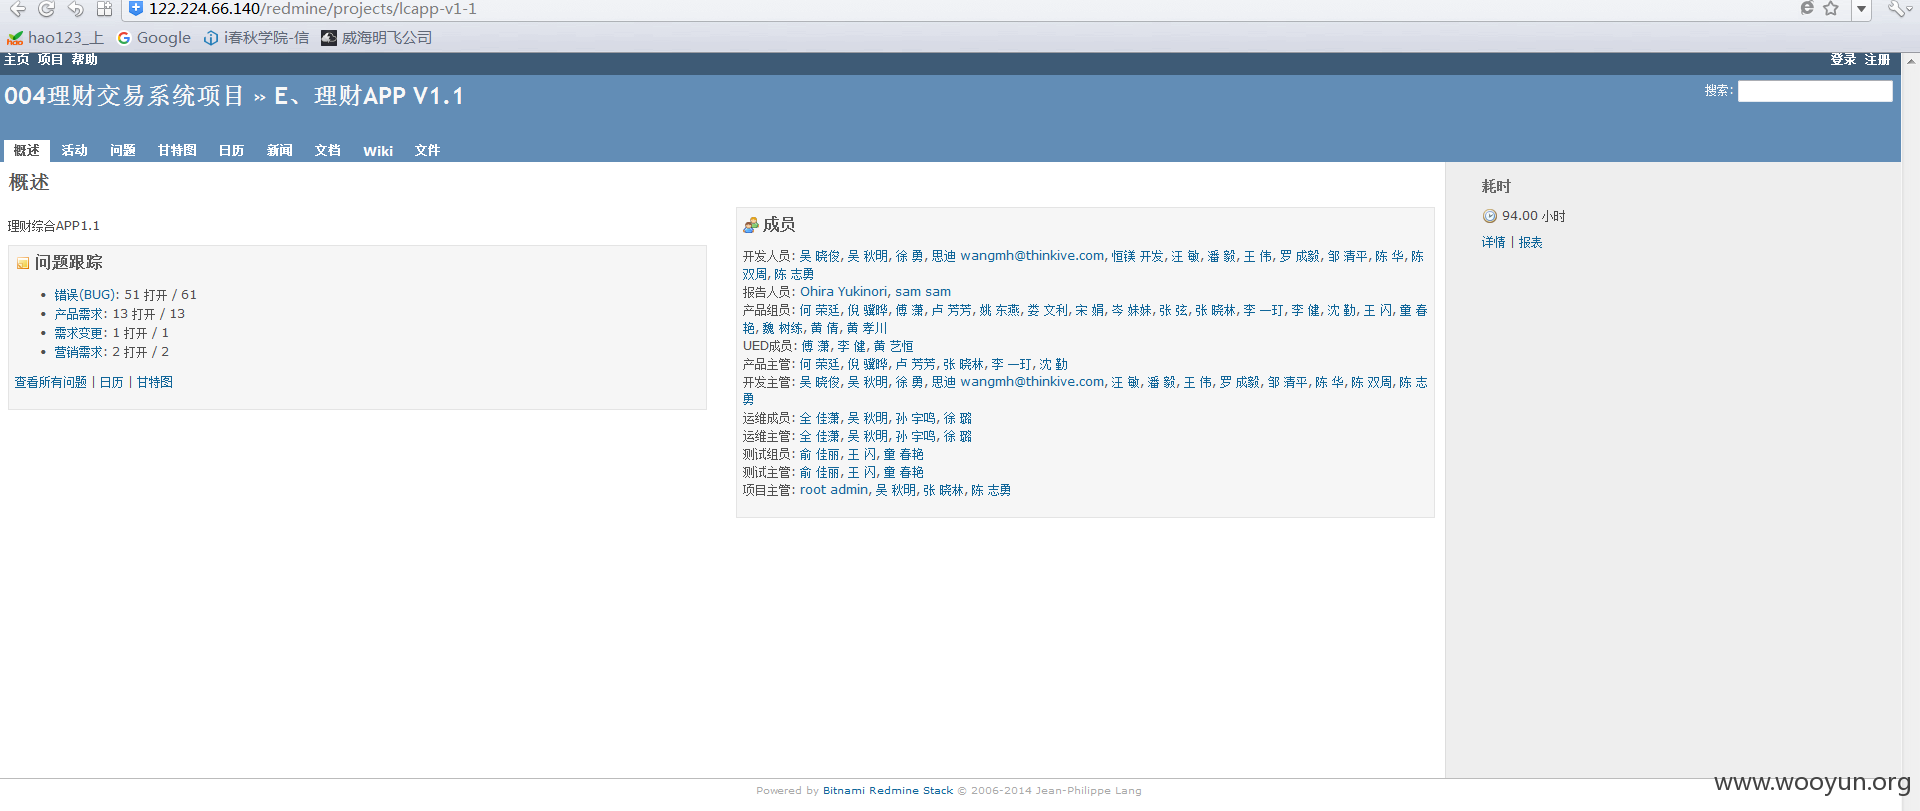 122.224.66.140/redmine/projects/lcapp-v1-1
hao123_上 Google i春秋学院-信 威海明飞公司
主页 项目 帮助 登录 注册
004理财交易系统项目 » E、理财APP V1.1
搜索:
概述 活动 问题 甘特图 日历 新闻 文档 Wiki 文件
概述
理财综合APP1.1
问题跟踪
错误(BUG): 51 打开 / 61
产品需求: 13 打开 / 13
需求变更: 1 打开 / 1
营销需求: 2 打开 / 2
查看所有问题 | 日历 | 甘特图
成员
开发人员: 吴 晓俊, 吴 秋明, 徐 勇, 思迪 wangmh@thinkive.com, 恒镁 开发, 汪 敏, 潘 毅, 王 伟, 罗 成毅, 邹 清平, 陈 华, 陈
双周, 陈 志勇
报告人员: Ohira Yukinori, sam sam
产品组员: 何 荣廷, 倪 骥晔, 傅 潇, 卢 芳芳, 姚 东燕, 娄 文利, 宋 娟, 岑 妹妹, 张 弦, 张 晓林, 李 一玎, 李 健, 沈 勤, 王 闪, 童 春
艳, 魏 树练, 黄 倩, 黄 孝川
UED成员: 傅 潇, 李 健, 黄 艺恒
产品主管: 何 荣廷, 倪 骥晔, 卢 芳芳, 张 晓林, 李 一玎, 沈 勤
开发主管: 吴 晓俊, 吴 秋明, 徐 勇, 思迪 wangmh@thinkive.com, 汪 敏, 潘 毅, 王 伟, 罗 成毅, 邹 清平, 陈 华, 陈 双周, 陈 志
勇
运维成员: 全 佳潇, 吴 秋明, 孙 宇鸣, 徐 璐
运维主管: 全 佳潇, 吴 秋明, 孙 宇鸣, 徐 璐
测试组员: 俞 佳丽, 王 闪, 童 春艳
测试主管: 俞 佳丽, 王 闪, 童 春艳
项目主管: root admin, 吴 秋明, 张 晓林, 陈 志勇
耗时
94.00 小时
详情 | 报表
Powered by Bitnami Redmine Stack © 2006-2014 Jean-Philippe Lang
www.wooyun.org